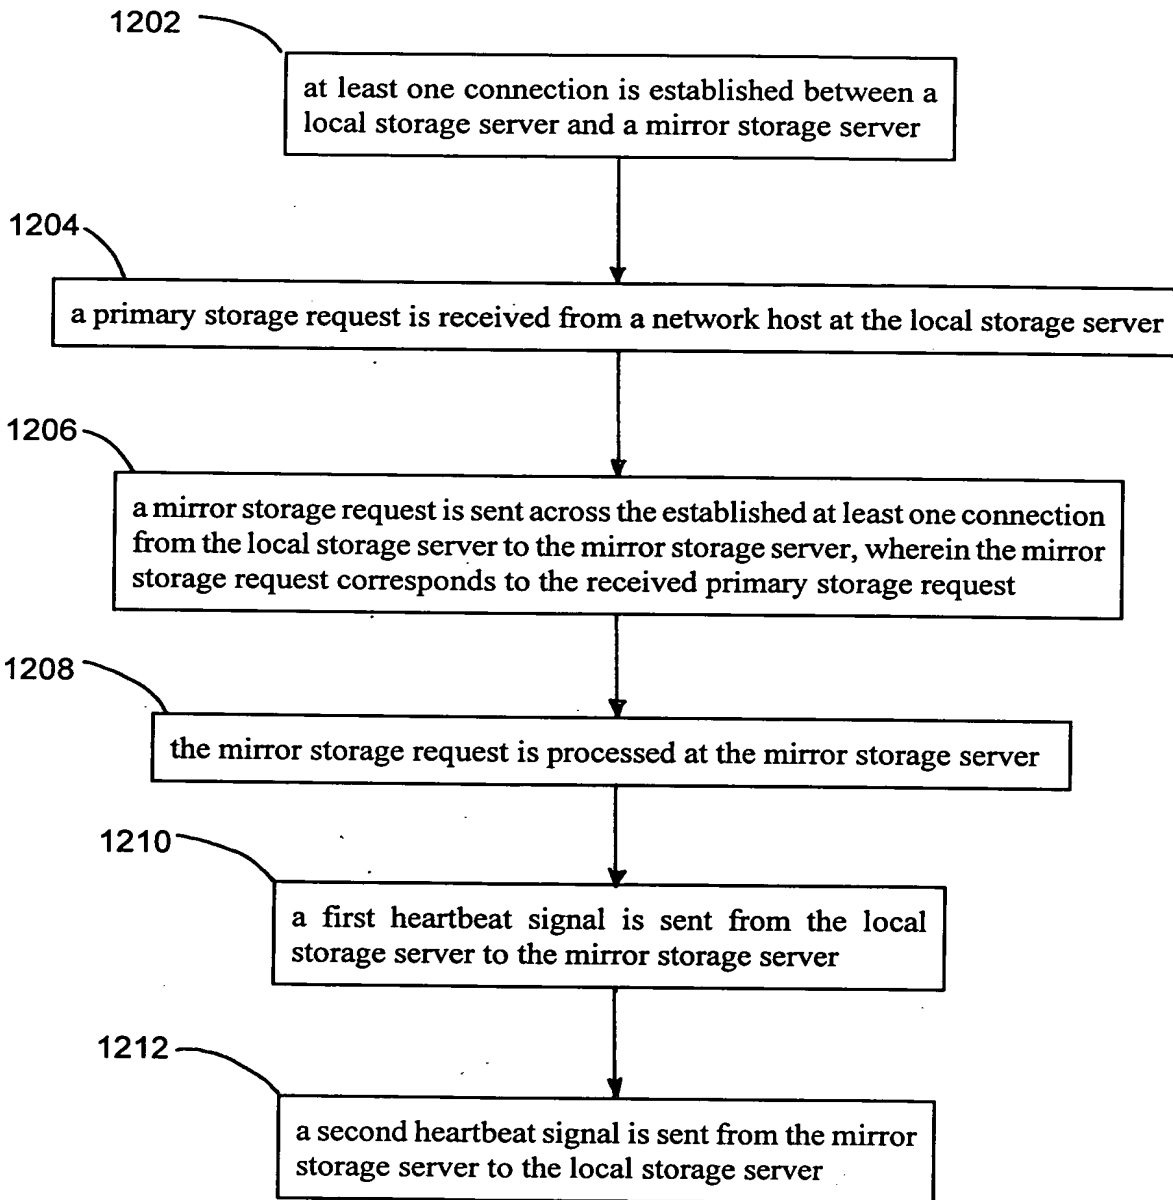 1202
at least one connection is established between a
local storage server and a mirror storage server
1204
a primary storage request is received from a network host at the local storage server
1206
a mirror storage request is sent across the established at least one connection
from the local storage server to the mirror storage server, wherein the mirror
storage request corresponds to the received primary storage request
1208
the mirror storage request is processed at the mirror storage server
1210
a first heartbeat signal is sent from the local
storage server to the mirror storage server
1212
a second heartbeat signal is sent from the mirror
storage server to the local storage server